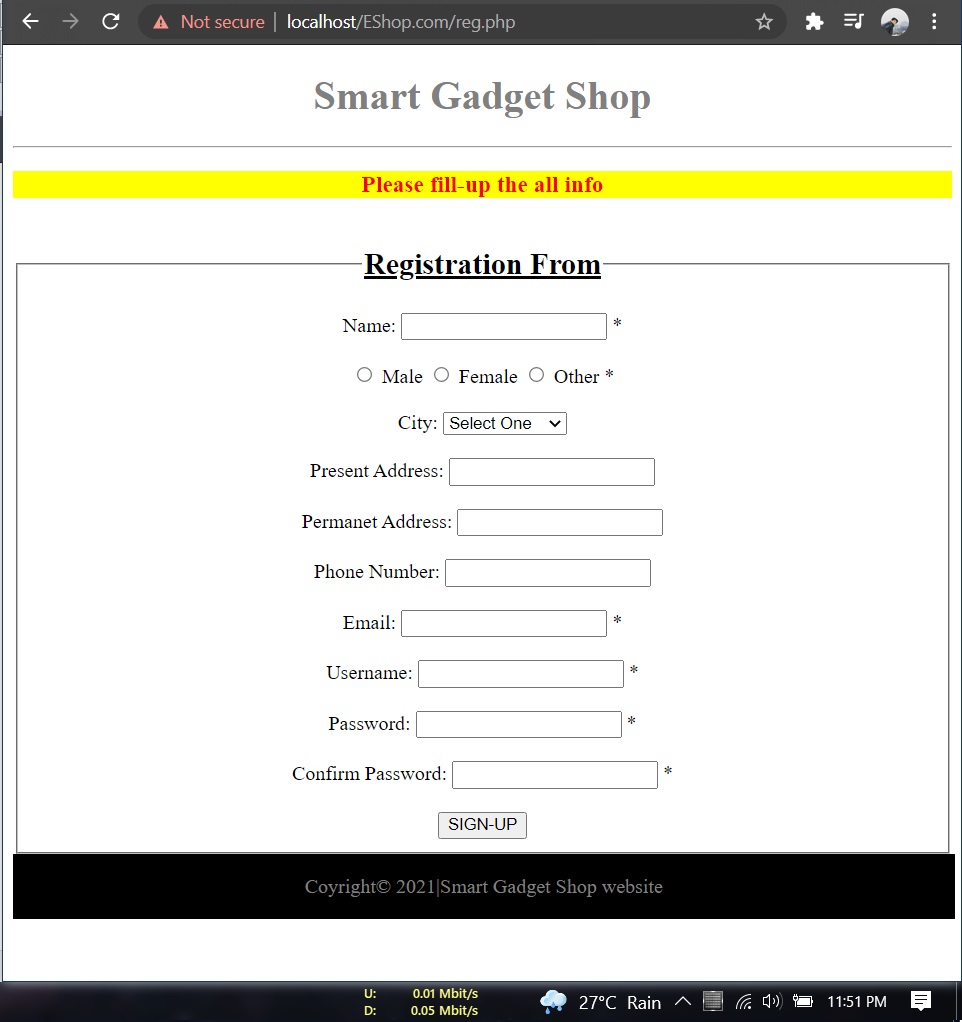 Not secure | localhost/EShop.com/reg.php
Smart Gadget Shop
Please fill-up the all info
Registration From
Name: *
Male Female Other *
City: Select One
Present Address:
Permanet Address:
Phone Number:
Email: *
Username: *
Password: *
Confirm Password: *
SIGN-UP
Coyright© 2021|Smart Gadget Shop website
U: 0.01 Mbit/s
D: 0.05 Mbit/s
27°C Rain 11:51 PM